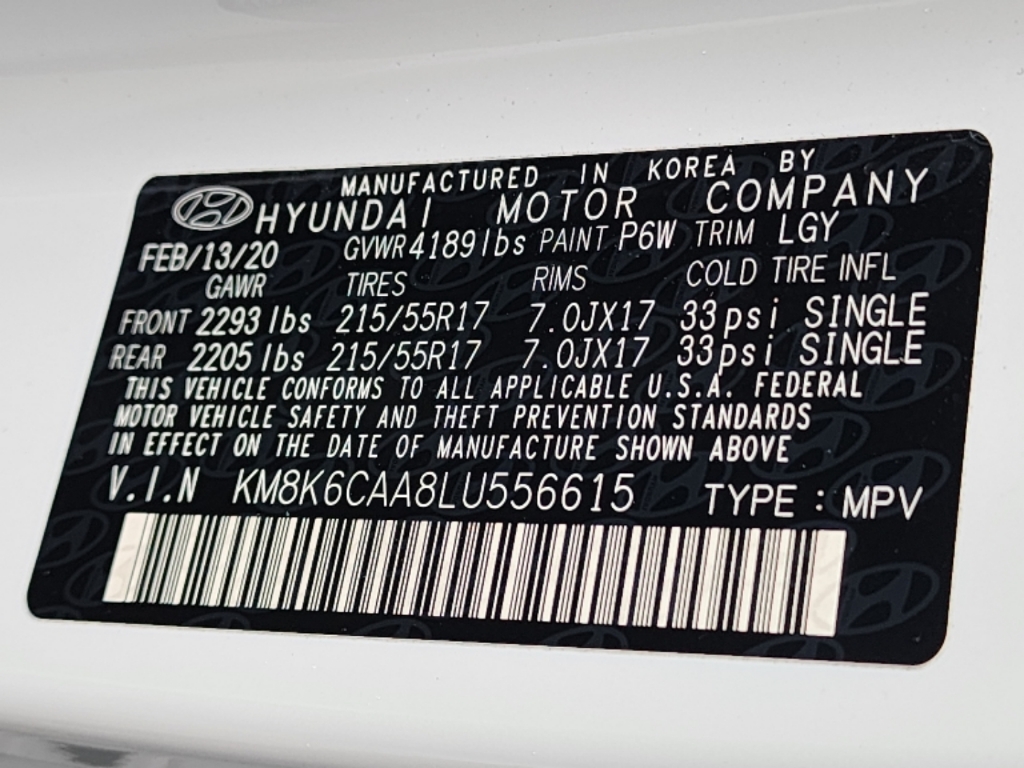 MANUFACTURED IN KOREA BY
HYUNDAI MOTOR COMPANY
FEB/13/20 GVWR 4189lbs PAINT P6W TRIM LGY
GAWR TIRES RIMS COLD TIRE INFL
FRONT 2293 lbs 215/55R17 7.0JX17 33psi SINGLE
REAR 2205 lbs 215/55R17 7.0JX17 33psi SINGLE
THIS VEHICLE CONFORMS TO ALL APPLICABLE U.S.A. FEDERAL
MOTOR VEHICLE SAFETY AND THEFT PREVENTION STANDARDS
IN EFFECT ON THE DATE OF MANUFACTURE SHOWN ABOVE
V.I.N KM8K6CAA8LU556615 TYPE : MPV